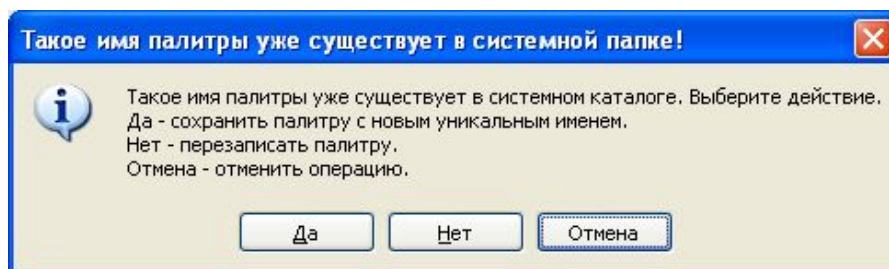 Такое имя палитры уже существует в системной папке!
Такое имя палитры уже существует в системном каталоге. Выберите действие.
Да - сохранить палитру с новым уникальным именем.
Нет - перезаписать палитру.
Отмена - отменить операцию.
Да Нет Отмена